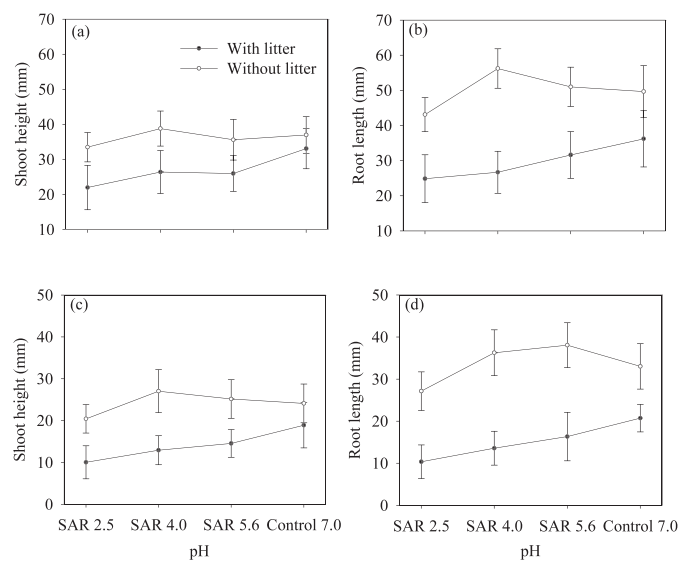 (a)
With litter
Without litter
Shoot height (mm)
70
60
50
40
30
20
10
(b)
Root length (mm)
70
60
50
40
30
20
10
(c)
Shoot height (mm)
50
40
30
20
10
0
SAR 2.5 SAR 4.0 SAR 5.6 Control 7.0
pH
(d)
Root length (mm)
50
40
30
20
10
0
SAR 2.5 SAR 4.0 SAR 5.6 Control 7.0
pH